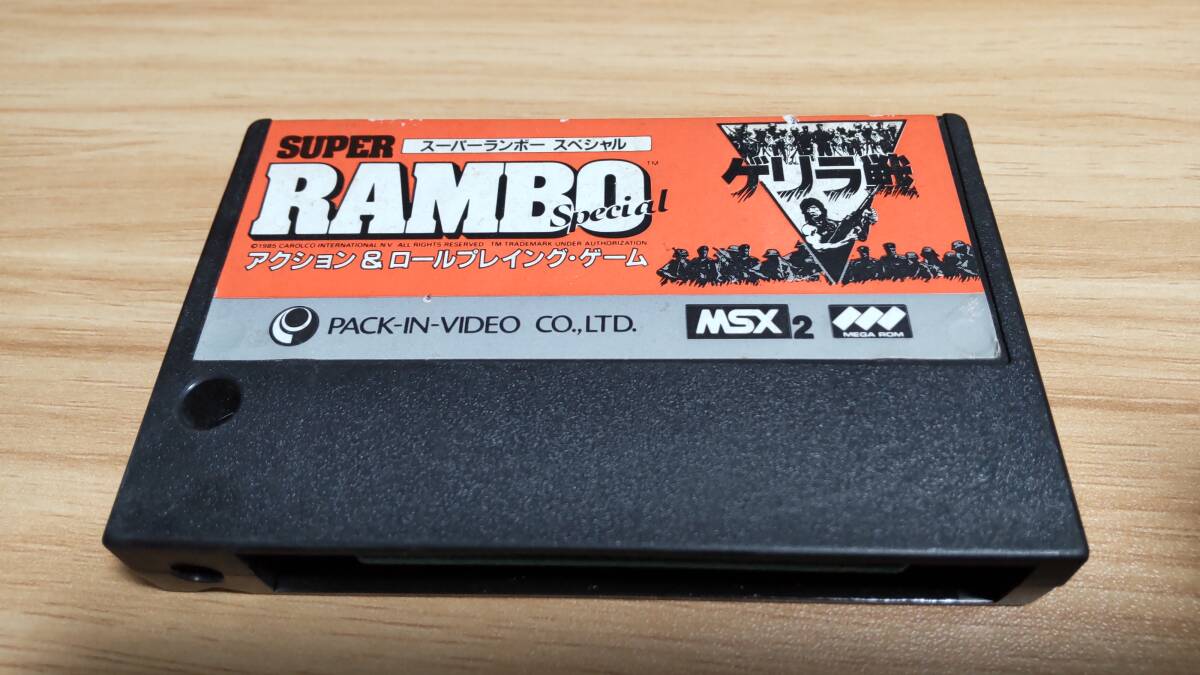 SUPER
スーパーランボー スペシャル
RAMBO™
Special
©1985 CAROLCO INTERNATIONAL N.V. ALL RIGHTS RESERVED TM TRADEMARK UNDER AUTHORIZATION
アクション&ロールプレイング・ゲーム
ゲリラ戦
PACK-IN-VIDEO CO.,LTD.
MSX2
MEGA ROM